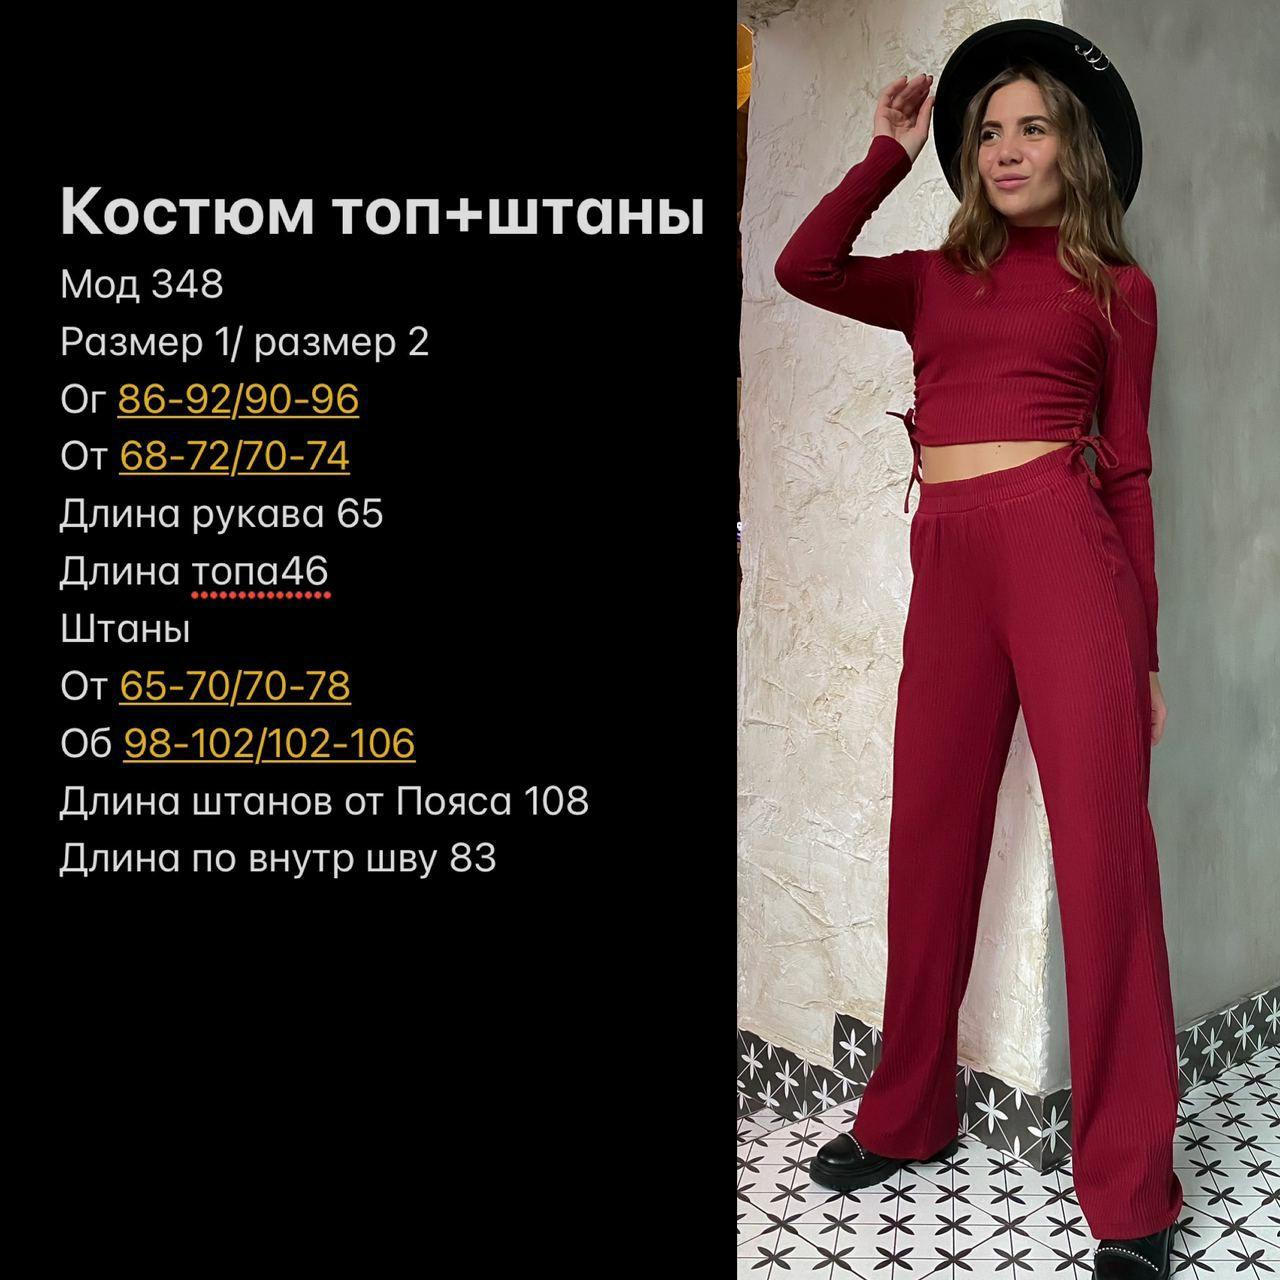 Костюм топ+штаны
Мод 348
Размер 1/ размер 2
Ог 86-92/90-96
От 68-72/70-74
Длина рукава 65
Длина топа46
Штаны
От 65-70/70-78
Об 98-102/102-106
Длина штанов от Пояса 108
Длина по внутр шву 83